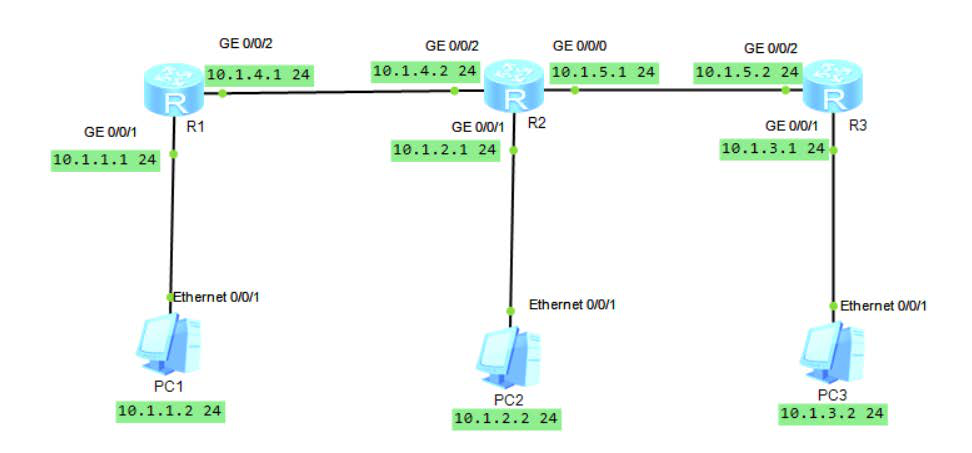 GE 0/0/2
10.1.4.1 24
GE 0/0/2
10.1.4.2 24
GE 0/0/0
10.1.5.1 24
GE 0/0/2
10.1.5.2 24
R
R1
R
R2
R
R3
GE 0/0/1
10.1.1.1 24
GE 0/0/1
10.1.2.1 24
GE 0/0/1
10.1.3.1 24
Ethernet 0/0/1
Ethernet 0/0/1
Ethernet 0/0/1
PC1
10.1.1.2 24
PC2
10.1.2.2 24
PC3
10.1.3.2 24